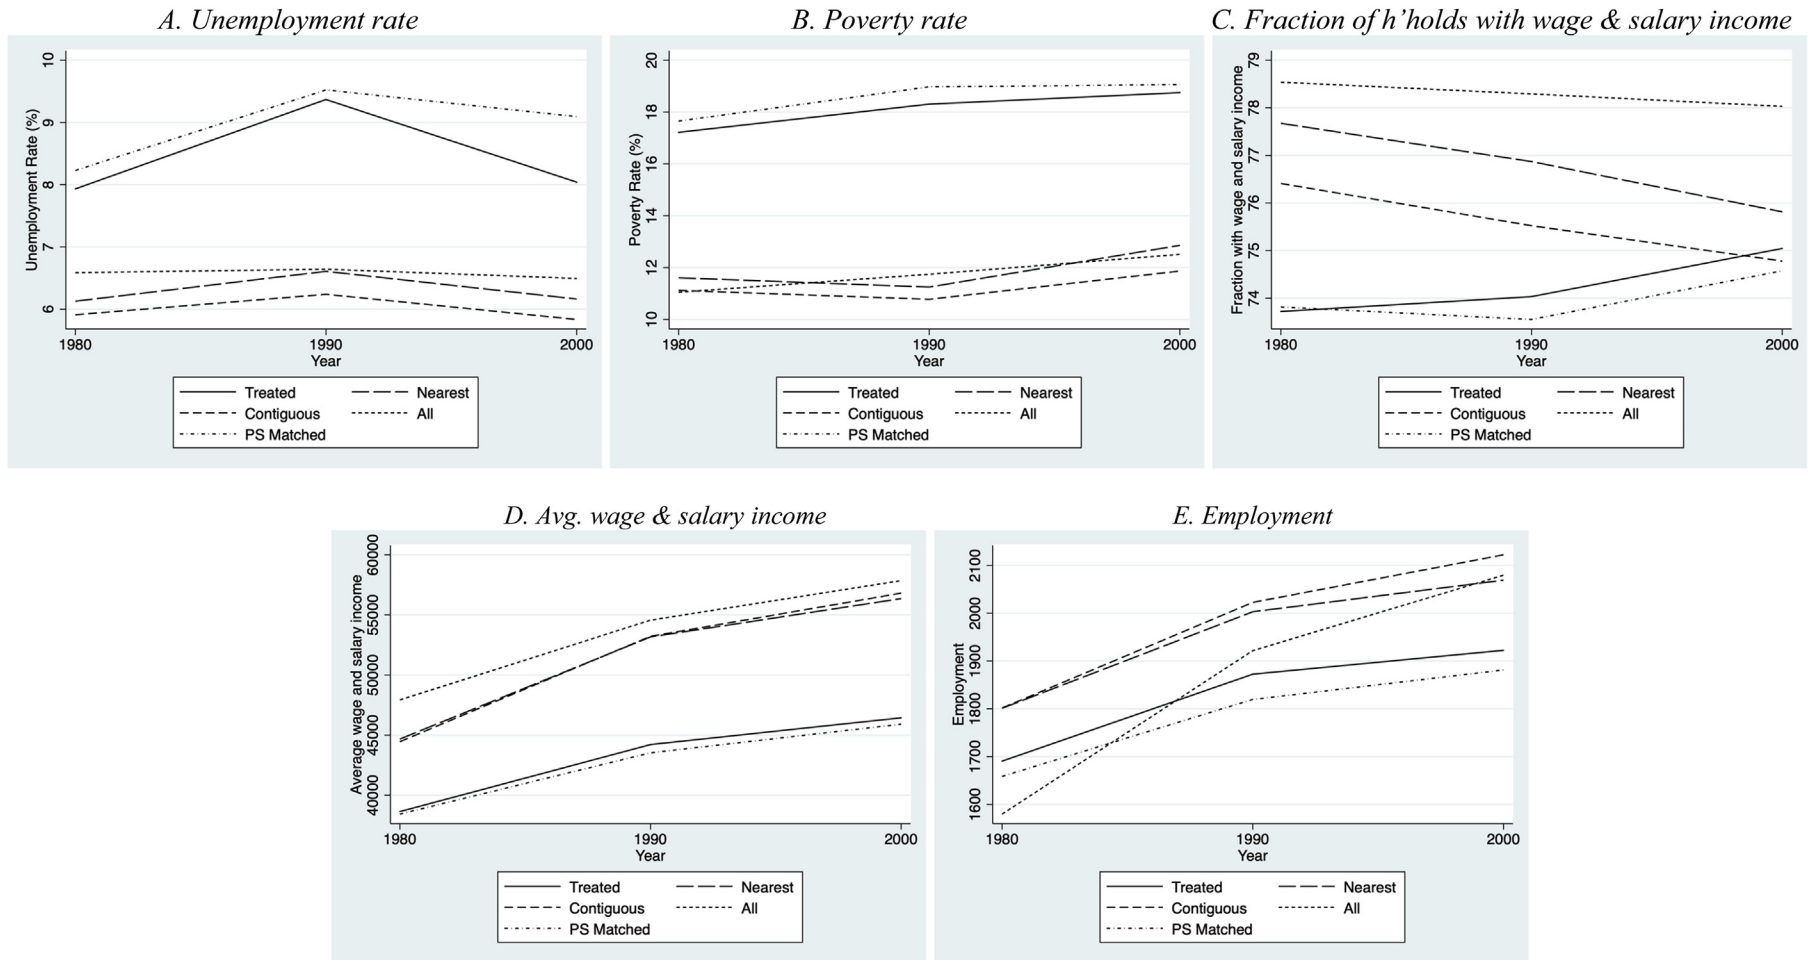 A. Unemployment rate
B. Poverty rate
C. Fraction of h’holds with wage & salary income
Unemployment Rate (%)
10
9
8
7
6
1980
1990
2000
Year
Treated
Nearest
Contiguous
All
PS Matched
Poverty Rate (%)
20
18
16
14
12
10
1980
1990
2000
Year
Treated
Nearest
Contiguous
All
PS Matched
Fraction with wage and salary income
79
78
77
76
75
74
1980
1990
2000
Year
Treated
Nearest
Contiguous
All
PS Matched
D. Avg. wage & salary income
E. Employment
Average wage and salary income
60000
55000
50000
45000
40000
1980
1990
2000
Year
Treated
Nearest
Contiguous
All
PS Matched
Employment
2100
2000
1900
1800
1700
1600
1980
1990
2000
Year
Treated
Nearest
Contiguous
All
PS Matched